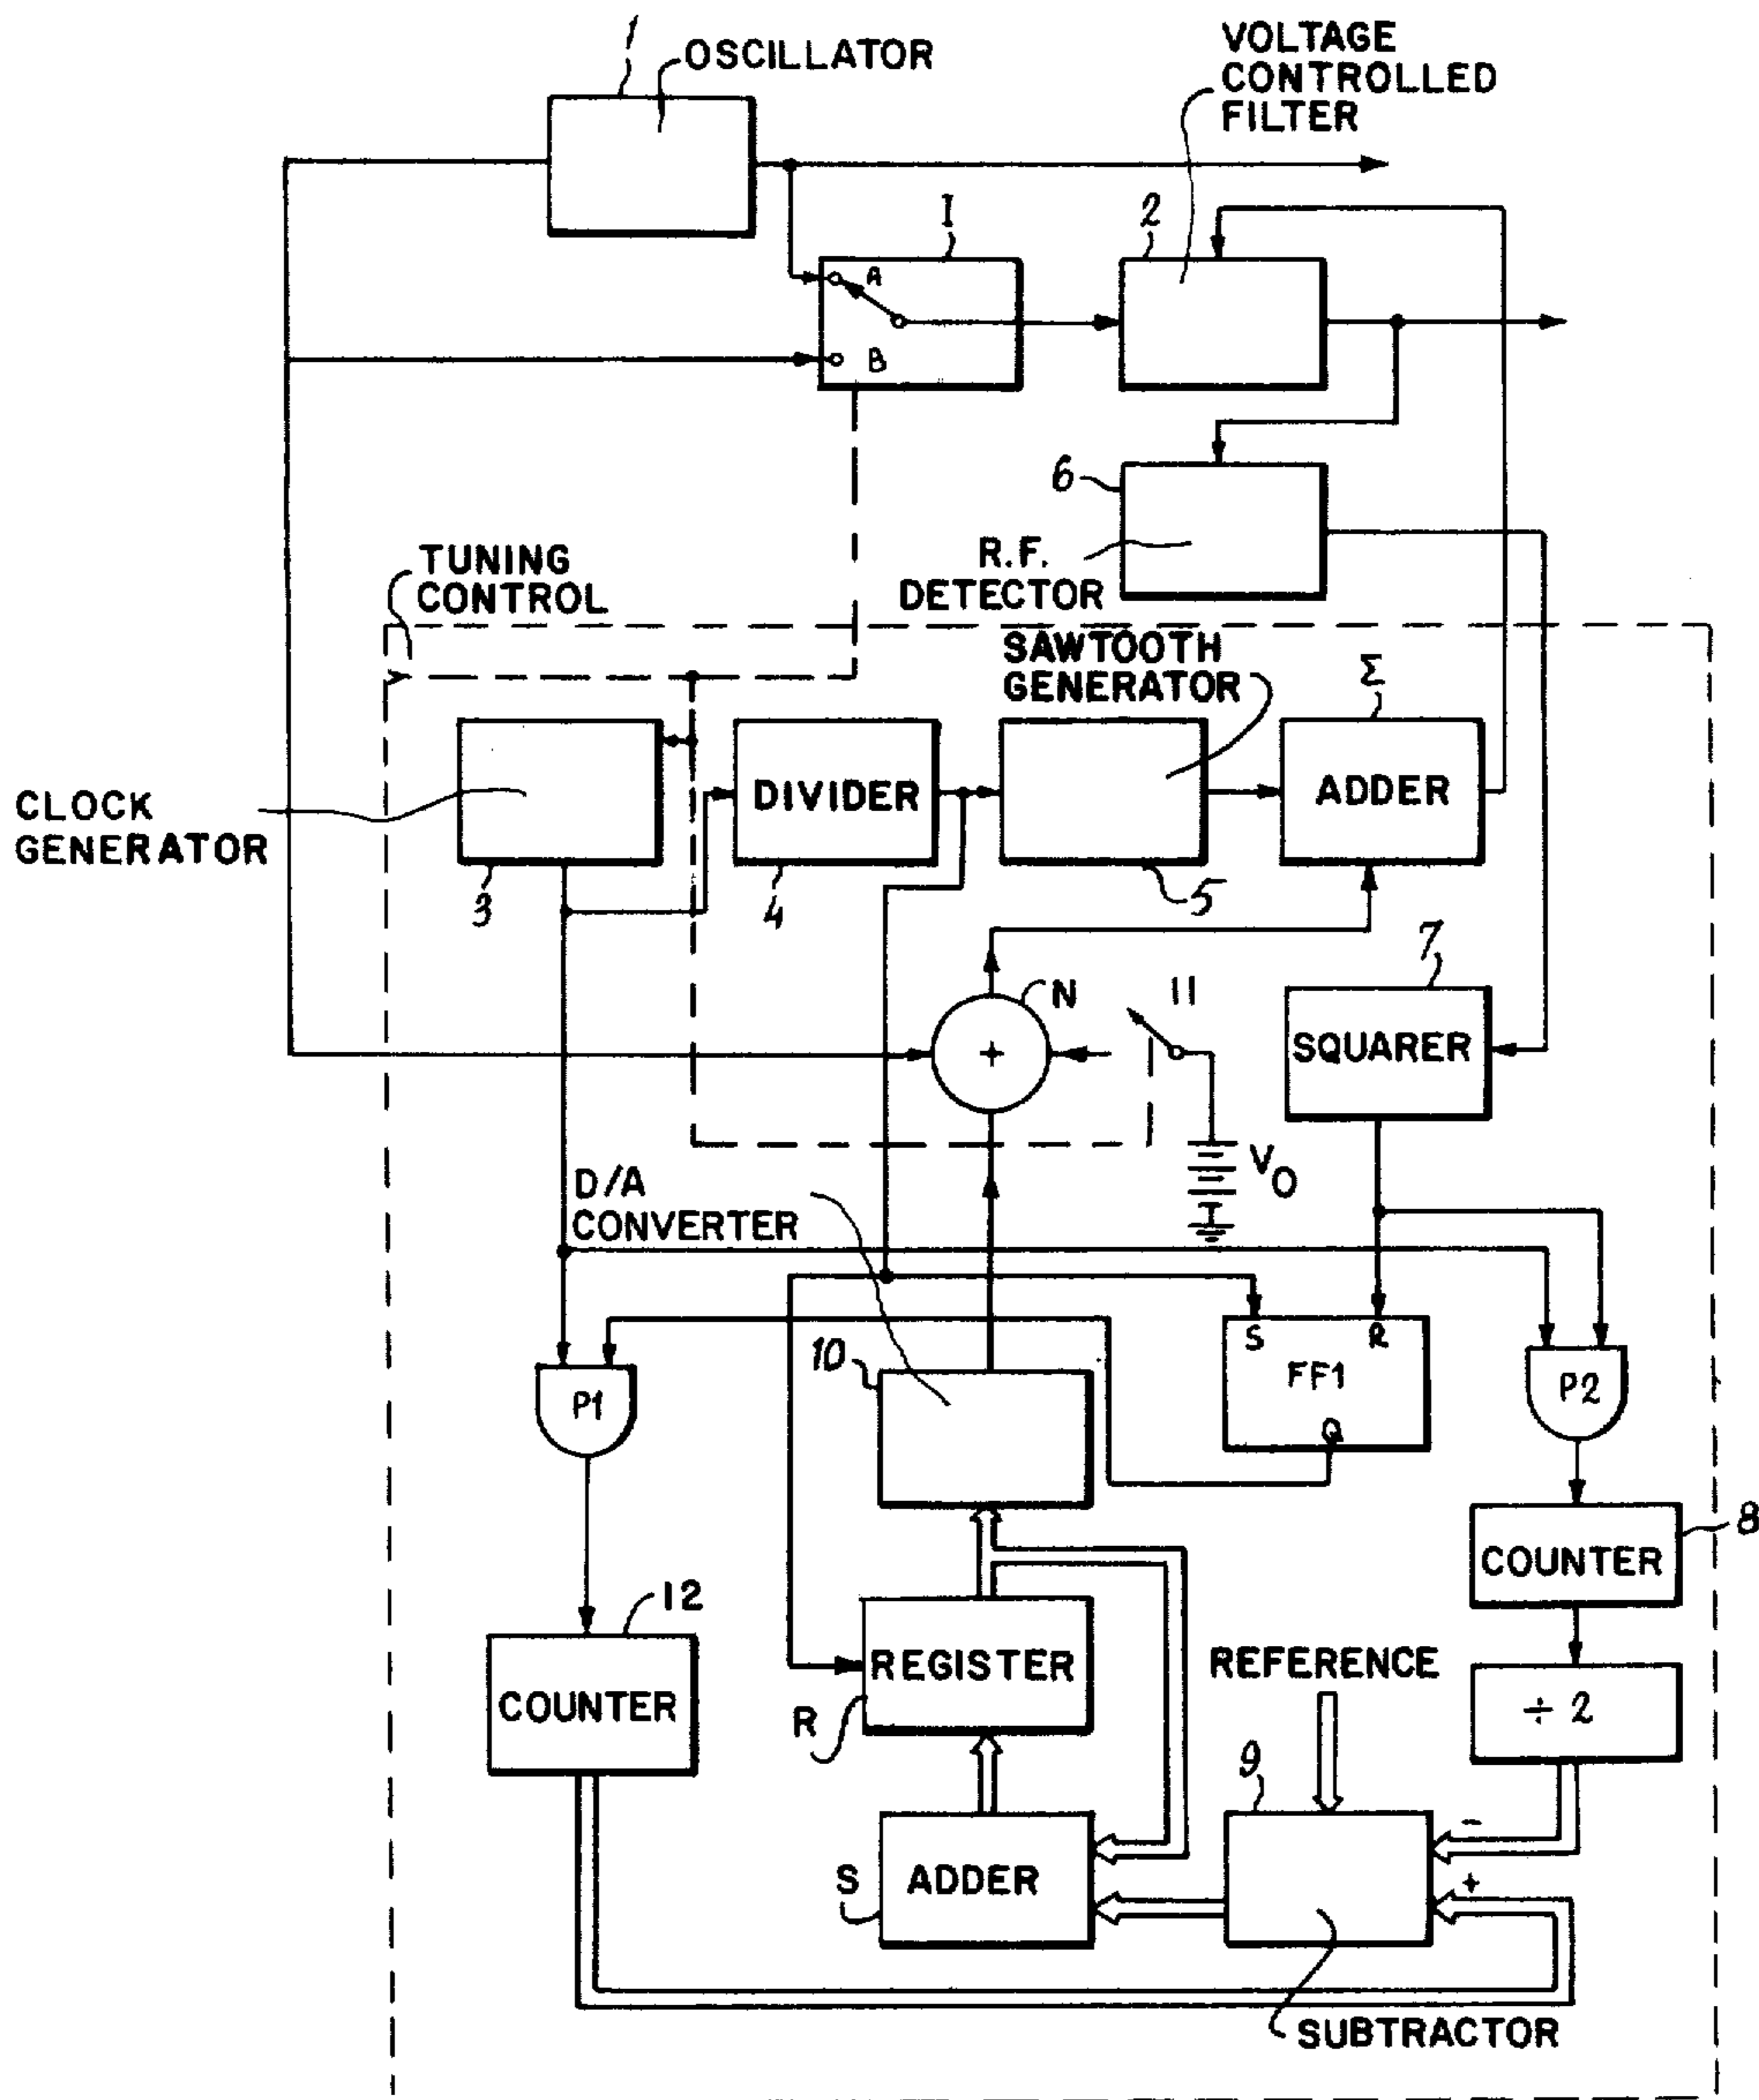 1
OSCILLATOR
VOLTAGE
CONTROLLED
FILTER
I
2
A
B
6
R.F.
DETECTOR
TUNING
CONTROL
SAWTOOTH
GENERATOR
Σ
DIVIDER
ADDER
CLOCK
GENERATOR
3
4
5
7
N
11
+
SQUARER
V₀
D/A
CONVERTER
S
R
FF1
Q
10
P1
P2
8
COUNTER
12
COUNTER
REGISTER
R
REFERENCE
÷ 2
9
-
+
S
ADDER
SUBTRACTOR